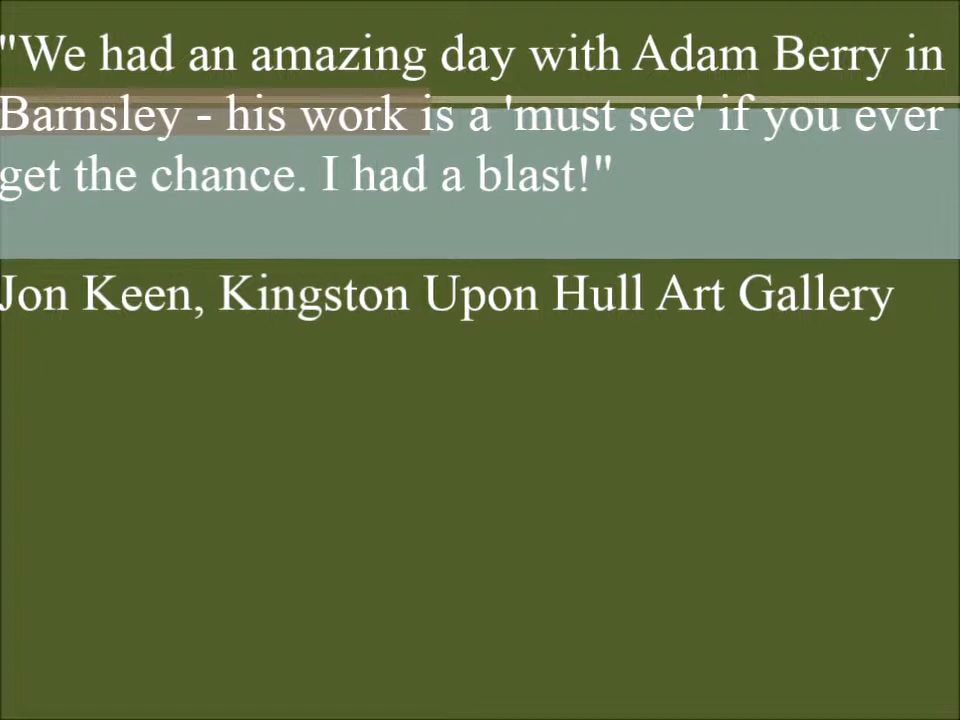 "We had an amazing day with Adam Berry in
Barnsley - his work is a 'must see' if you ever
get the chance. I had a blast!"
Jon Keen, Kingston Upon Hull Art Gallery